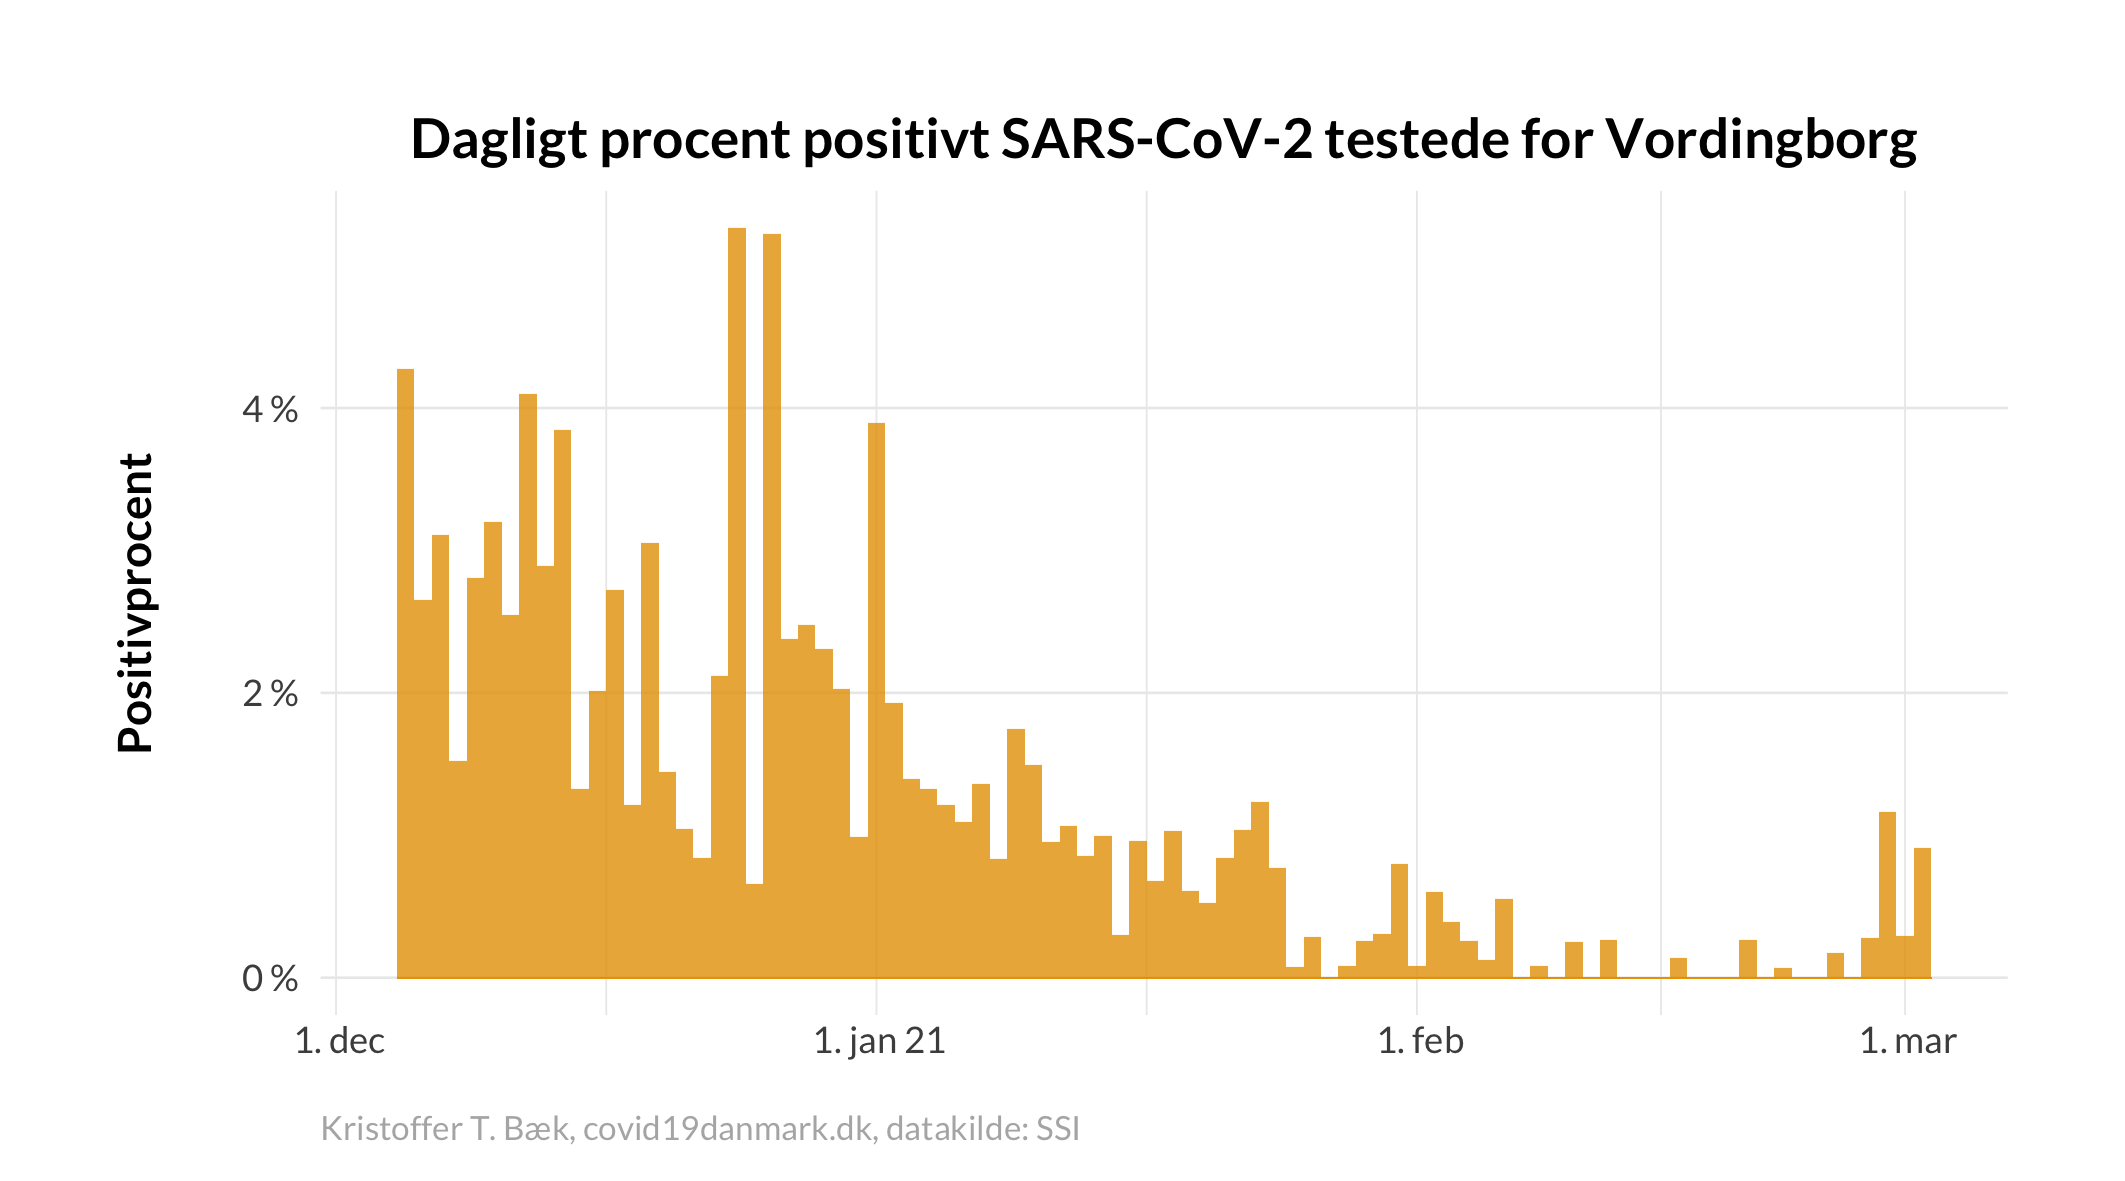 Dagligt procent positivt SARS-CoV-2 testede for Vordingborg
Positivprocent
4 %
2 %
0 %
1. dec
1. jan 21
1. feb
1. mar
Kristoffer T. Bæk, covid19danmark.dk, datakilde: SSI